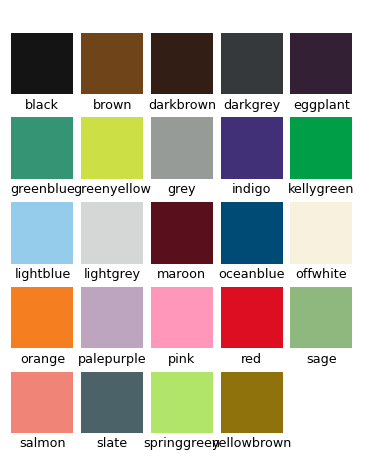 black brown darkbrown darkgrey eggplant
greenblue greenyellow grey indigo kellygreen
lightblue lightgrey maroon oceanblue offwhite
orange palepurple pink red sage
salmon slate springgreen yellowbrown